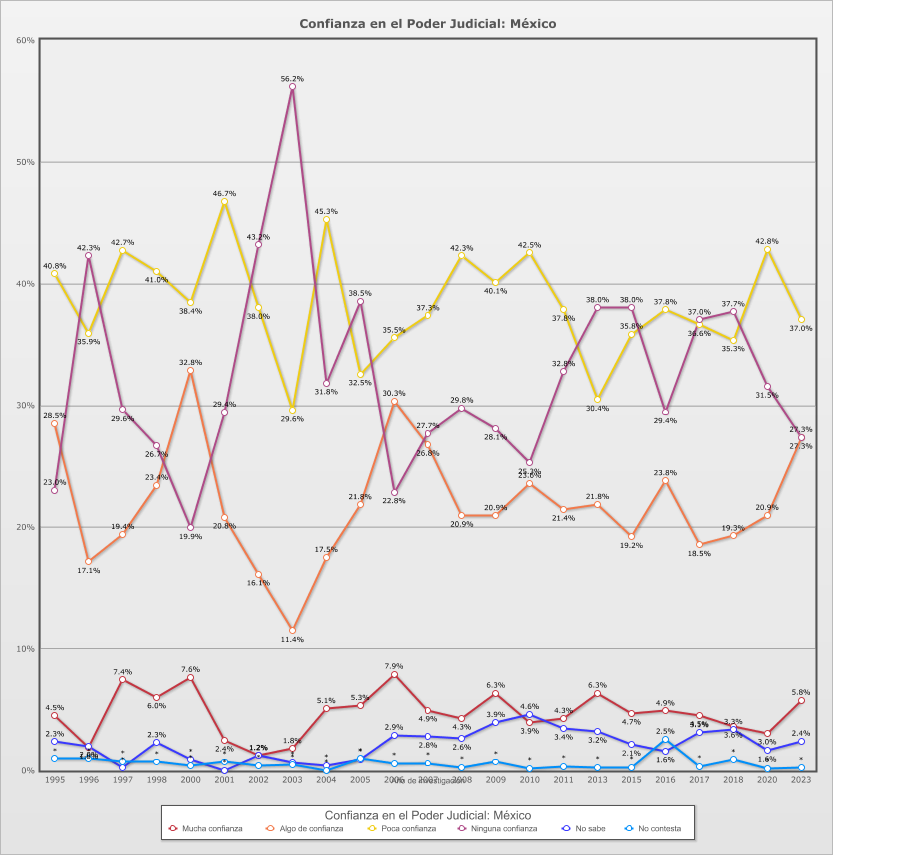 Confianza en el Poder Judicial: México
60%
56.2%
50%
46.7%
45.3%
43.2%
42.3% 42.7% 42.3% 42.5% 42.8%
40.8% 41.0% 40.1%
40%
38.4% 38.0% 38.5% 37.3% 37.8% 38.0% 38.0% 37.8% 37.0% 37.7% 37.0%
35.9% 35.5% 35.8% 36.6% 35.3%
32.8% 31.8% 32.5% 32.8% 31.5%
30%
28.5% 29.6% 29.4% 29.6% 30.3% 29.8% 30.4% 29.4%
26.7% 27.7% 26.8% 28.1% 27.3% 27.3%
23.0% 23.4% 22.8% 25.3% 23.6% 23.8%
21.8% 20.9% 20.9% 21.4% 21.8% 20.9%
20%
19.4% 19.9% 20.8% 19.2% 18.5% 19.3%
17.1% 16.1% 17.5%
11.4%
10%
7.4% 7.6% 7.9%
4.5% 6.0% 5.1% 5.3% 4.9% 4.3% 6.3% 4.6% 4.3% 6.3% 4.7% 4.9% 4.5% 3.3% 5.8%
2.3% 2.3% 2.4% 1.2% 1.8% 2.9% 2.8% 2.6% 3.9% 3.9% 3.4% 3.2% 2.1% 2.5% 1.6% 3.6% 3.0% 1.6% 2.4%
0%
1995 1996 1997 1998 2000 2001 2002 2003 2004 2005 2006 2007 2008 2009 2010 2011 2013 2015 2016 2017 2018 2020 2023
Año de investigación
Confianza en el Poder Judicial: México
Mucha confianza Algo de confianza Poca confianza Ninguna confianza No sabe No contesta